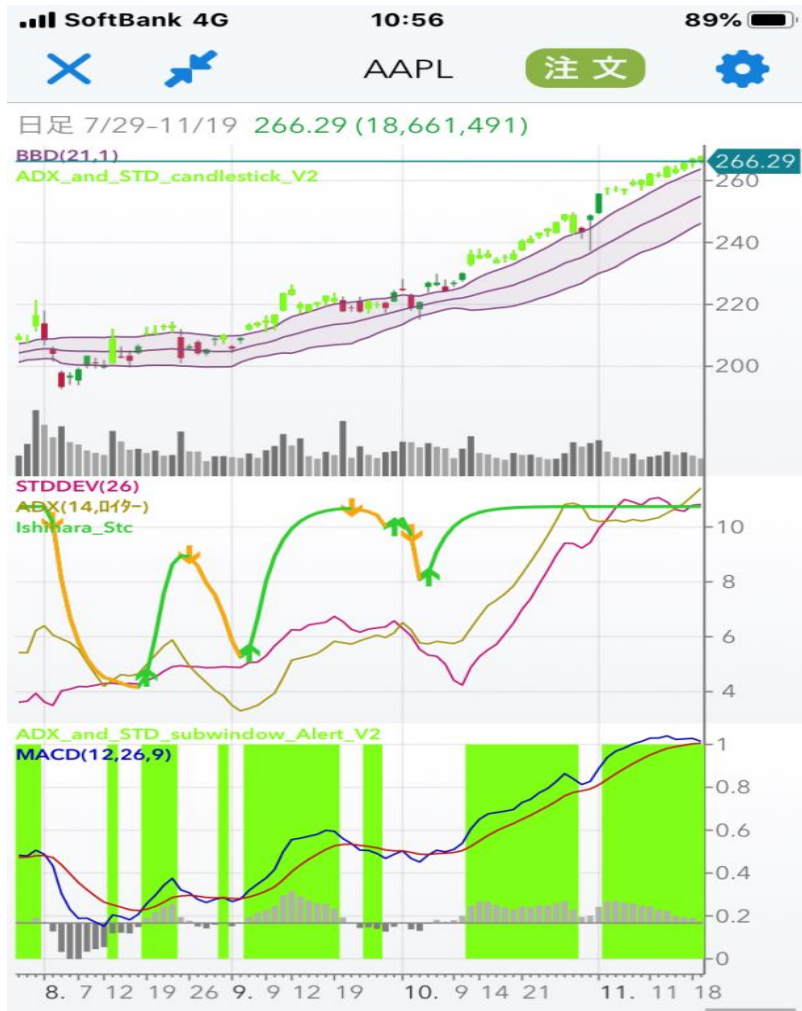 SoftBank 4G 10:56 89%
AAPL 注文
日足 7/29-11/19 266.29 (18,661,491)
BBD(21,1)
266.29
ADX_and_STD_candlestick_V2
260
240
220
200
STDDEV(26)
ADX(14,ﾛｲﾀｰ)
Ishihara_Stc
10
8
6
4
ADX_and_STD_subwindow_Alert_V2
MACD(12,26,9)
1
0.8
0.6
0.4
0.2
0
8. 7 12 19 26 9. 9 12 19 10. 9 14 21 11. 11 18